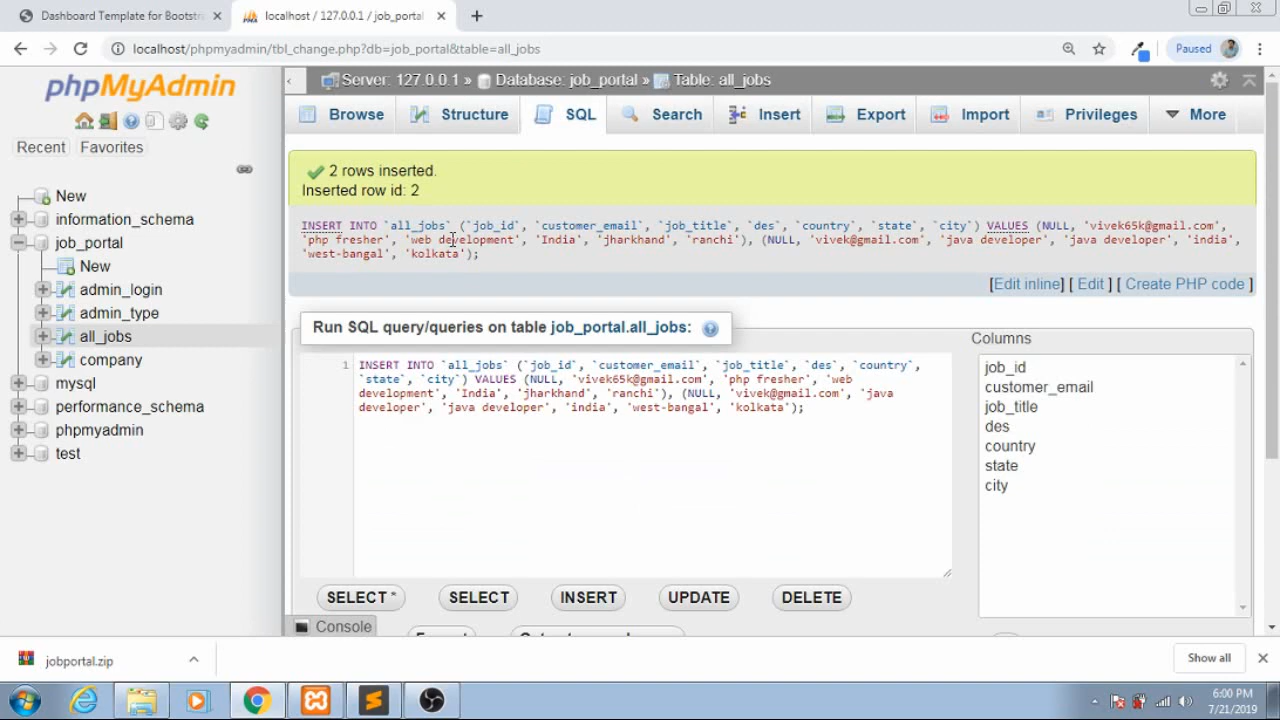 Dashboard Template for Bootstr
localhost / 127.0.0.1 / job_portal
localhost/phpmyadmin/tbl_change.php?db=job_portal&table=all_jobs
Paused
phpMyAdmin
Recent
Favorites
New
information_schema
job_portal
New
admin_login
admin_type
all_jobs
company
mysql
performance_schema
phpmyadmin
test
Server: 127.0.0.1 » Database: job_portal » Table: all_jobs
Browse
Structure
SQL
Search
Insert
Export
Import
Privileges
More
2 rows inserted.
Inserted row id: 2
INSERT INTO `all_jobs` (`job_id`, `customer_email`, `job_title`, `des`, `country`, `state`, `city`) VALUES (NULL, 'vivek65k@gmail.com',
'php fresher', 'web development', 'India', 'jharkhand', 'ranchi'), (NULL, 'vivek@gmail.com', 'java developer', 'java developer', 'india',
'west-bangal', 'kolkata');
[Edit inline] [ Edit ] [ Create PHP code ]
Run SQL query/queries on table job_portal.all_jobs:
1
INSERT INTO `all_jobs` (`job_id`, `customer_email`, `job_title`, `des`, `country`,
`state`, `city`) VALUES (NULL, 'vivek65k@gmail.com', 'php fresher', 'web
development', 'India', 'jharkhand', 'ranchi'), (NULL, 'vivek@gmail.com', 'java
developer', 'java developer', 'india', 'west-bangal', 'kolkata');
Columns
job_id
customer_email
job_title
des
country
state
city
SELECT *
SELECT
INSERT
UPDATE
DELETE
Console
jobportal.zip
Show all
6:00 PM
7/21/2019